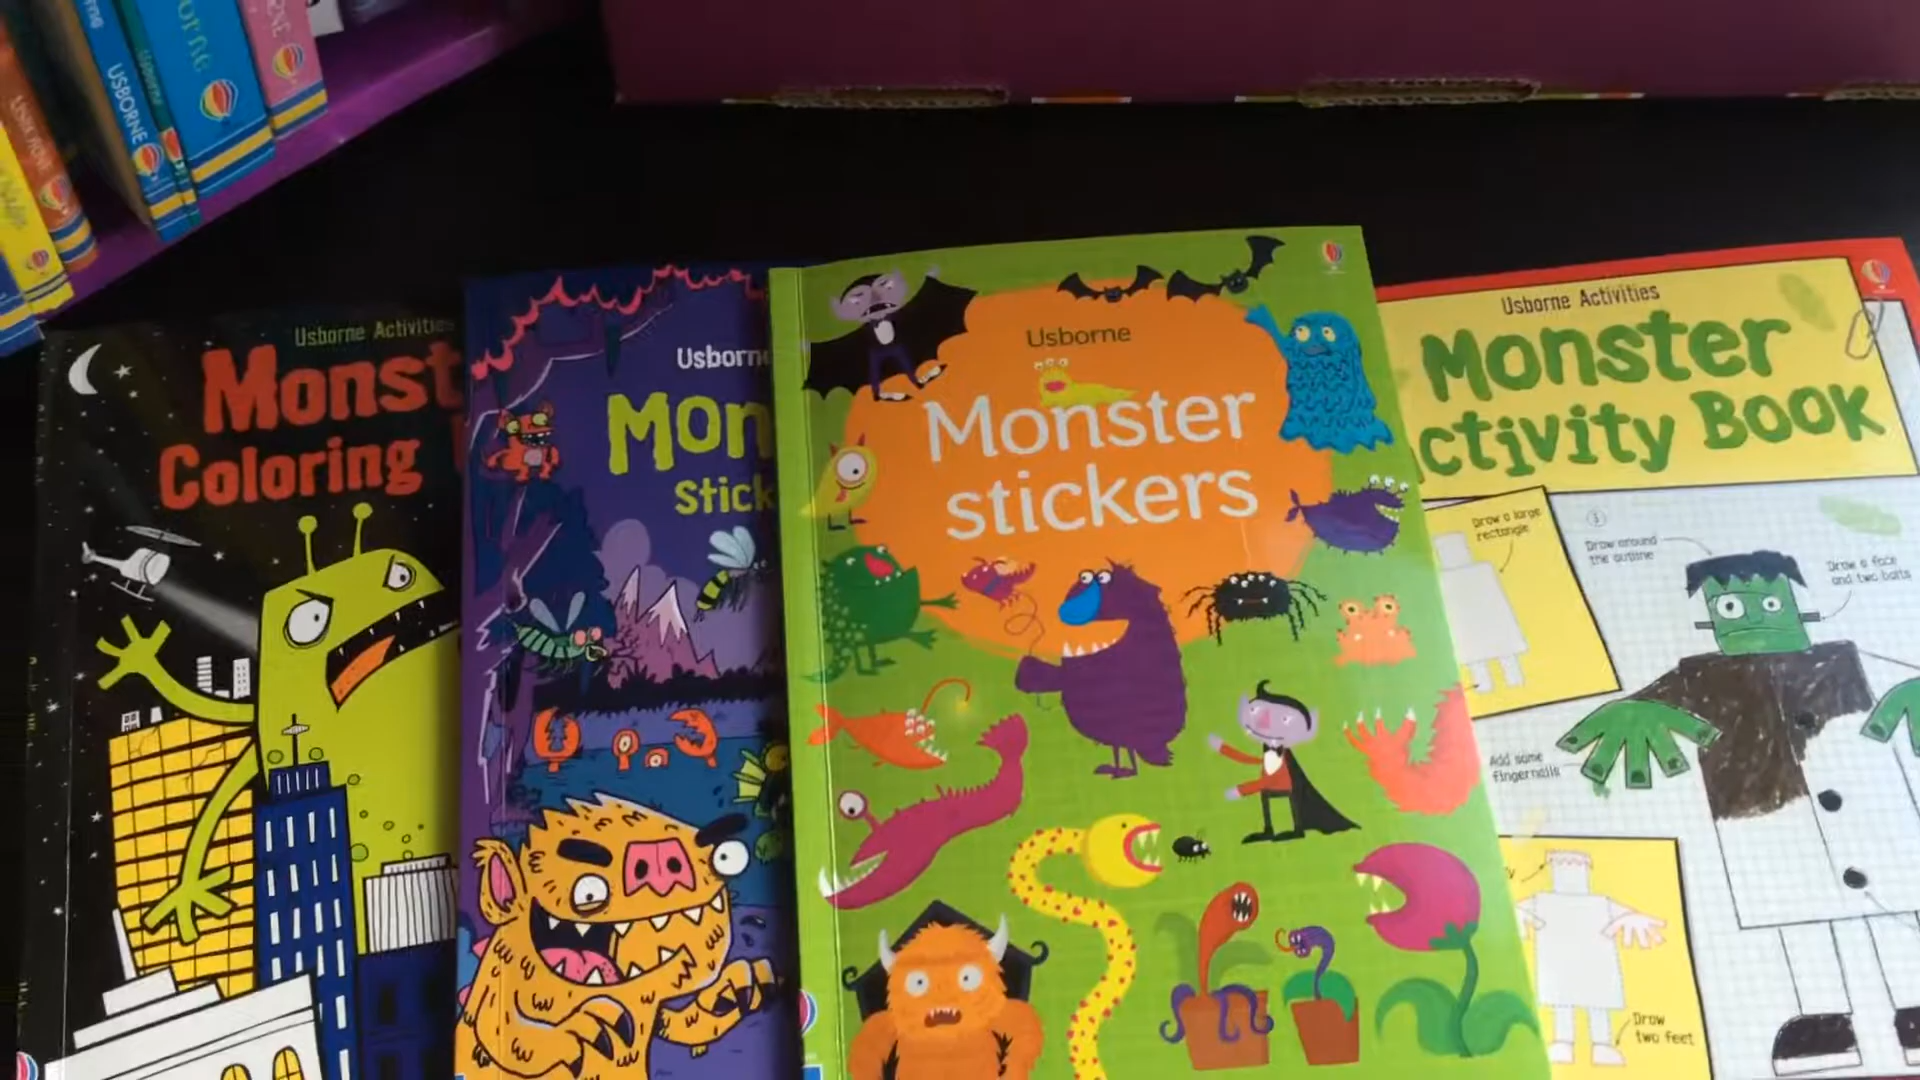 USBORNE
USBORNE
Usborne Activities
Monst
Coloring
Usborne
Mon
Stick
Usborne
Monster
stickers
Usborne Activities
Monster
ctivity Book
Draw a large
rectangle
Draw around
the outline
Draw a face
and two bolts
Add some
fingernails
Draw
two feet